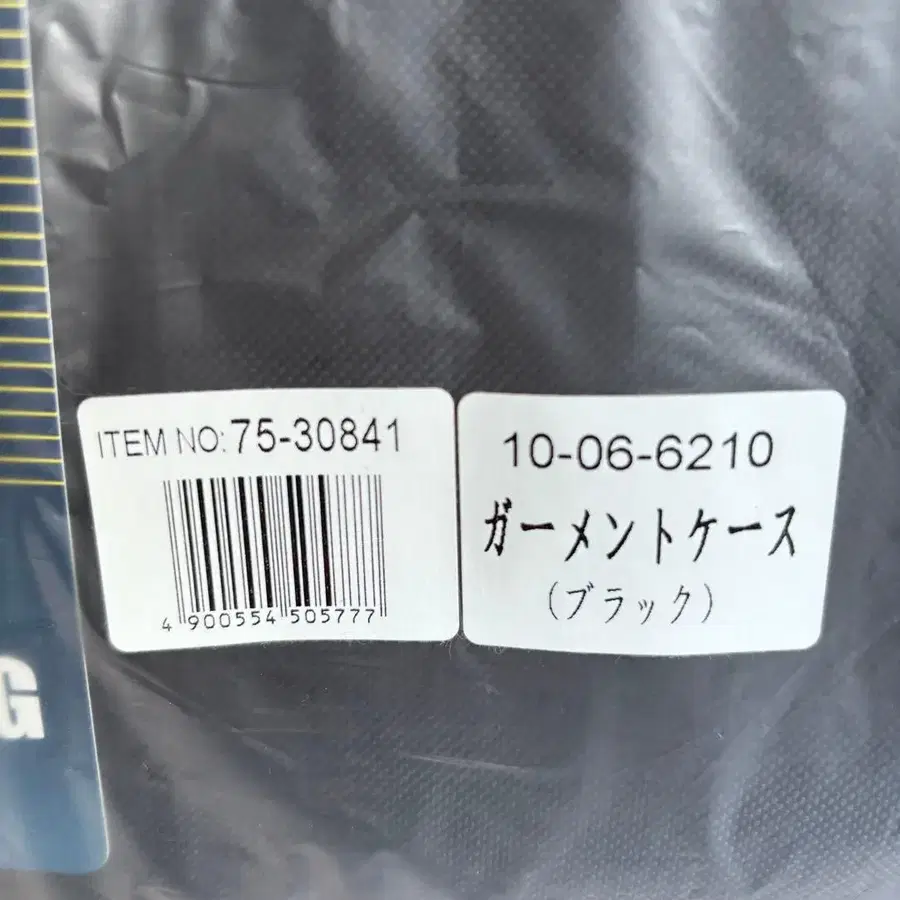 ITEM NO: 75-30841
4 900554 505777
10-06-6210
ガーメントケース
(ブラック)
G